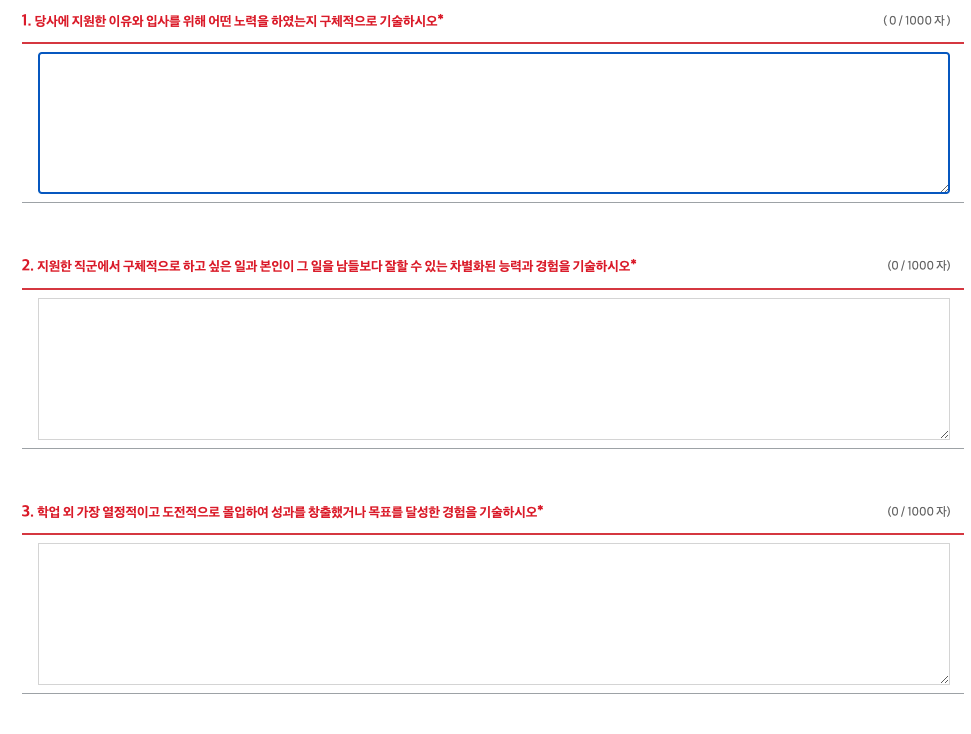 1. 당사에 지원한 이유와 입사를 위해 어떤 노력을 하였는지 구체적으로 기술하시오* ( 0 / 1000 자 )
2. 지원한 직군에서 구체적으로 하고 싶은 일과 본인이 그 일을 남들보다 잘할 수 있는 차별화된 능력과 경험을 기술하시오* (0 / 1000 자)
3. 학업 외 가장 열정적이고 도전적으로 몰입하여 성과를 창출했거나 목표를 달성한 경험을 기술하시오* (0 / 1000 자)